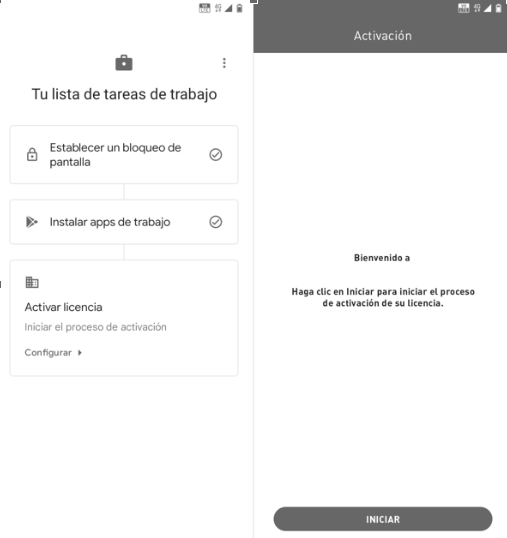 Tu lista de tareas de trabajo
Establecer un bloqueo de
pantalla
Instalar apps de trabajo
Activar licencia
Iniciar el proceso de activación
Configurar
Activación
Bienvenido a
Haga clic en Iniciar para iniciar el proceso
de activación de su licencia.
INICIAR